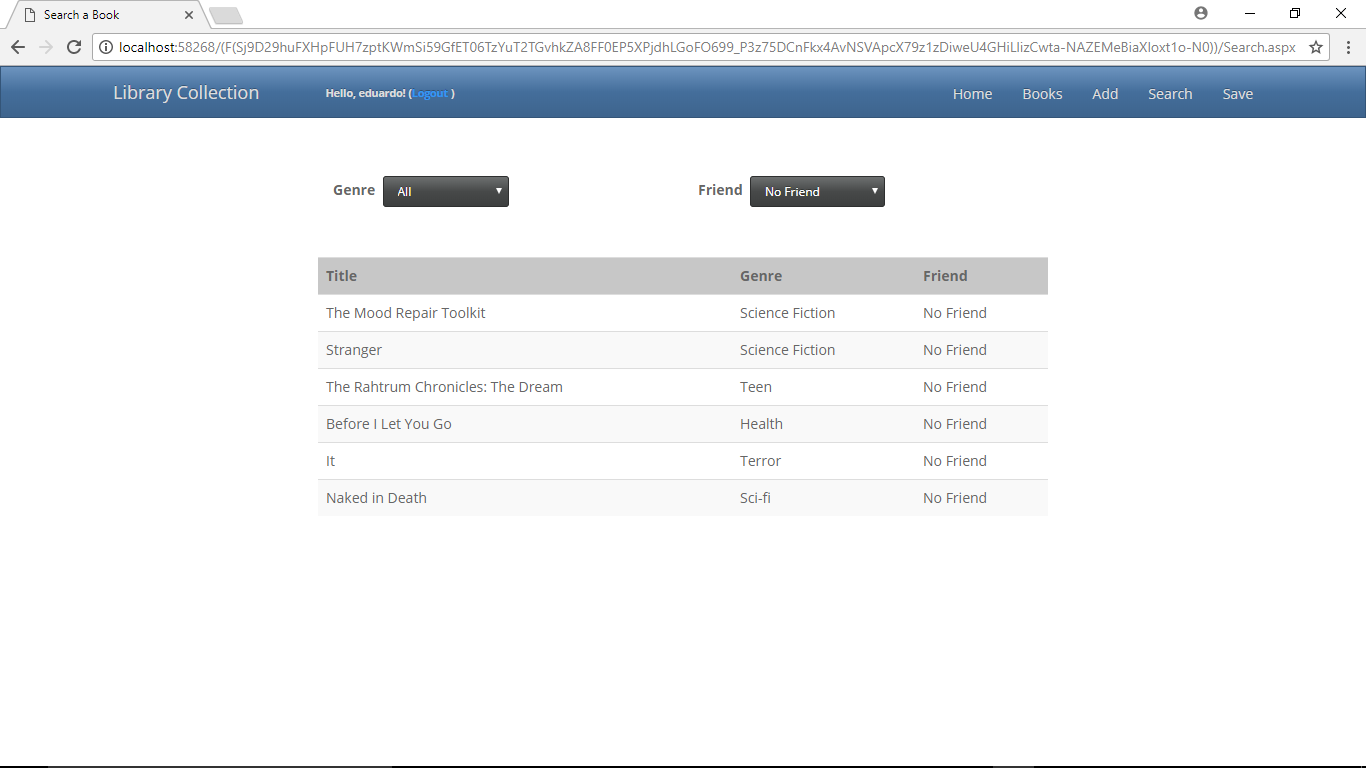 Search a Book
localhost:58268/(F(Sj9D29huFXHpFUH7zptKWmSi59GfET06TzYuT2TGvhkZA8FF0EP5XPjdhLGoFO699_P3z75DCnFkx4AvNSVApcX79z1zDiweU4GHiLlizCwta-NAZEMeBiaXloxt1o-N0))/Search.aspx
Library Collection Hello, eduardo! (Logout ) Home Books Add Search Save
Genre All Friend No Friend
Title Genre Friend
The Mood Repair Toolkit Science Fiction No Friend
Stranger Science Fiction No Friend
The Rahtrum Chronicles: The Dream Teen No Friend
Before I Let You Go Health No Friend
It Terror No Friend
Naked in Death Sci-fi No Friend